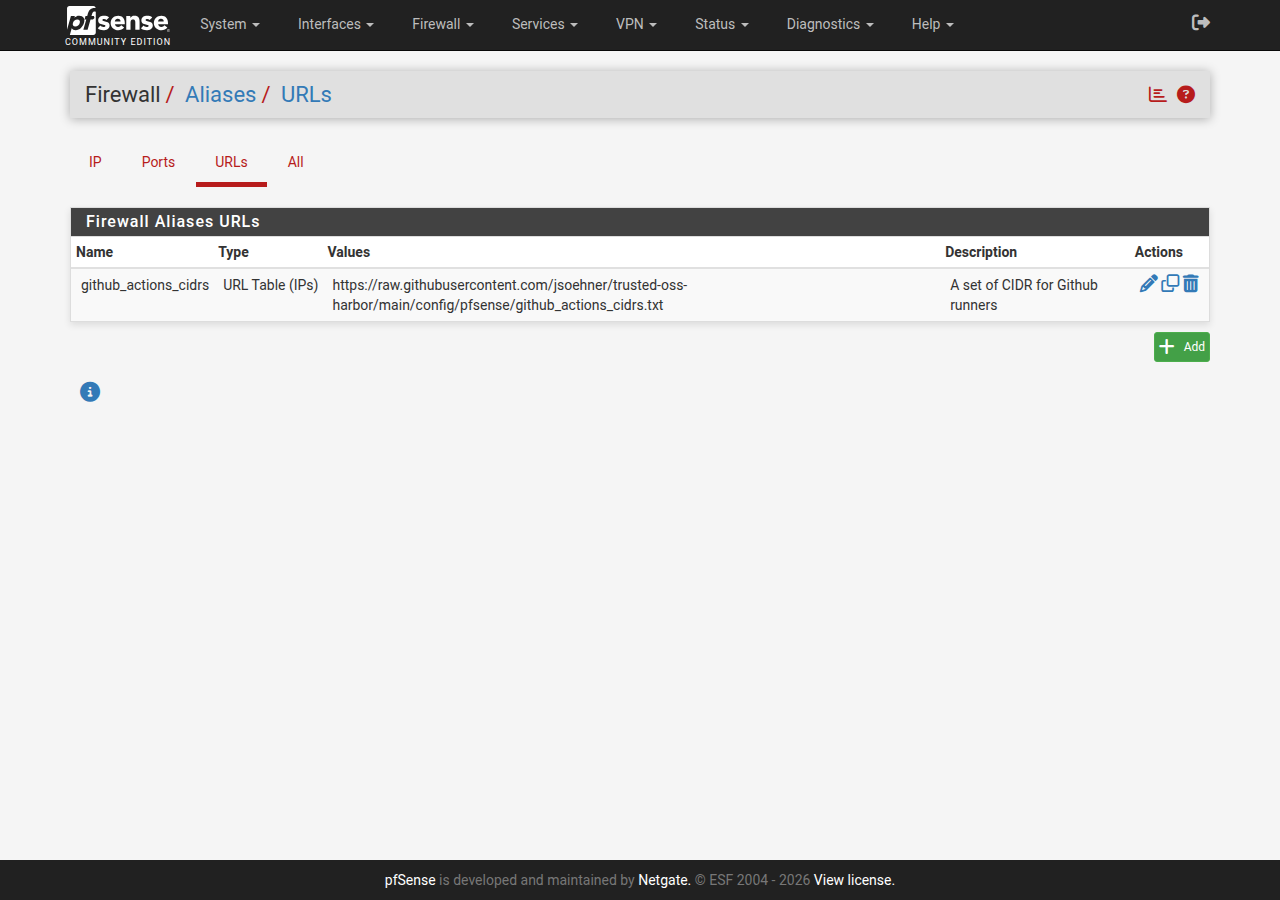 pfsense
COMMUNITY EDITION
System
Interfaces
Firewall
Services
VPN
Status
Diagnostics
Help
Firewall / Aliases / URLs
IP
Ports
URLs
All
Firewall Aliases URLs
Name Type Values Description Actions
github_actions_cidrs URL Table (IPs) https://raw.githubusercontent.com/jsoehner/trusted-oss- A set of CIDR for Github
harbor/main/config/pfsense/github_actions_cidrs.txt runners
Add
pfSense is developed and maintained by Netgate. © ESF 2004 - 2026 View license.